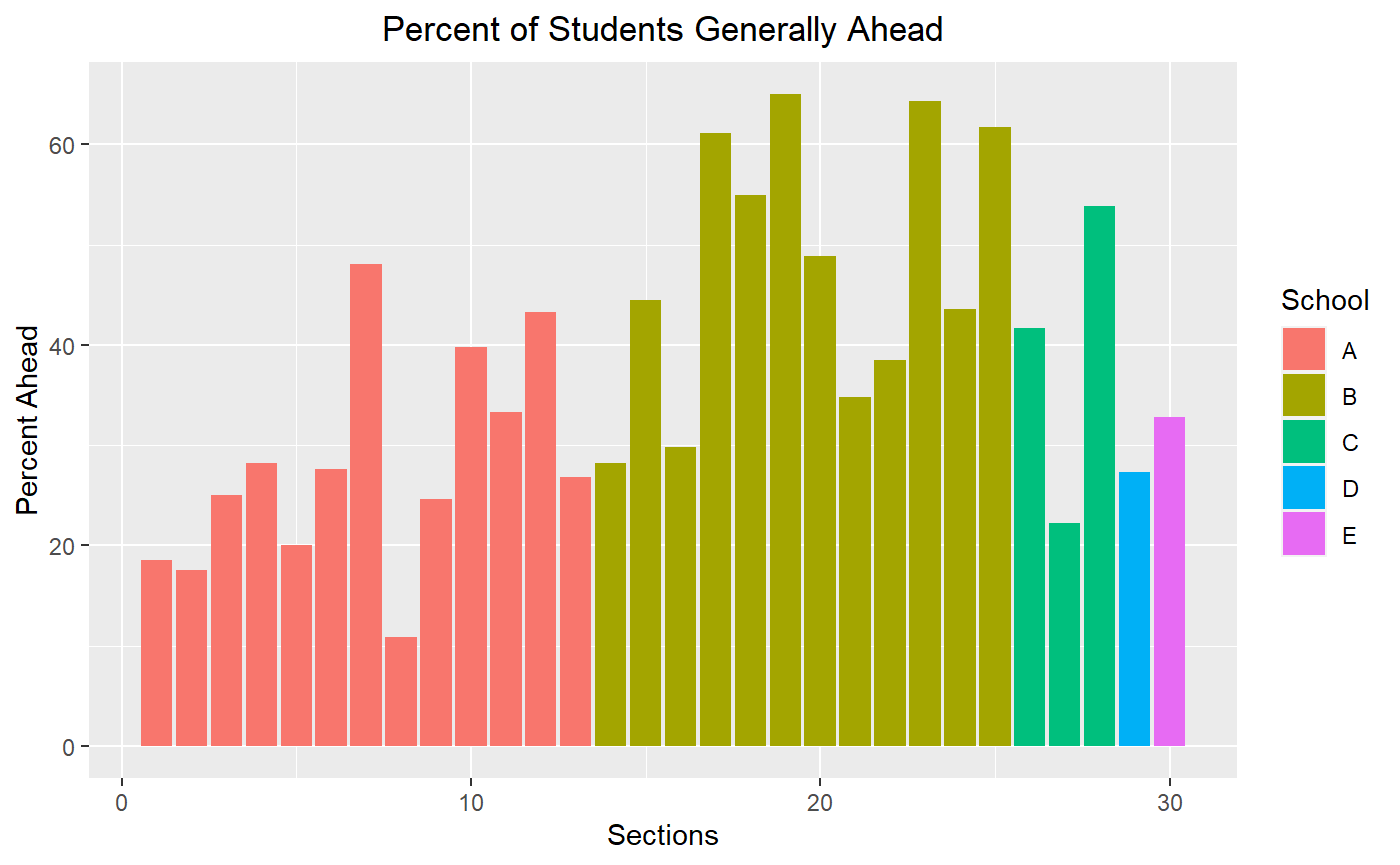 Percent of Students Generally Ahead
Percent Ahead
60
40
20
0
0 10 20 30
Sections
School
A
B
C
D
E